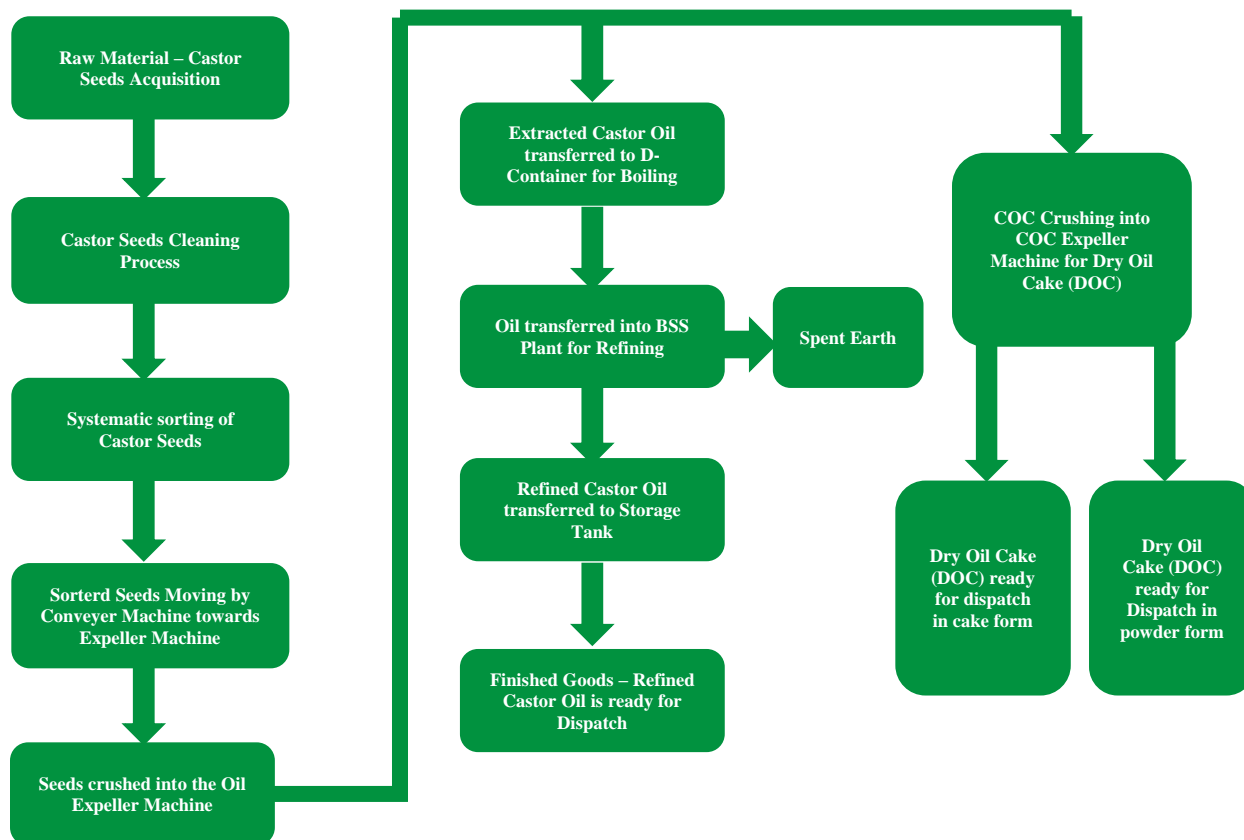 Raw Material – Castor
Seeds Acquisition
Castor Seeds Cleaning
Process
Systematic sorting of
Castor Seeds
Sorterd Seeds Moving by
Conveyer Machine towards
Expeller Machine
Seeds crushed into the Oil
Expeller Machine
Extracted Castor Oil
transferred to D-
Container for Boiling
Oil transferred into BSS
Plant for Refining
Spent Earth
Refined Castor Oil
transferred to Storage
Tank
Finished Goods – Refined
Castor Oil is ready for
Dispatch
COC Crushing into
COC Expeller
Machine for Dry Oil
Cake (DOC)
Dry Oil Cake
(DOC) ready
for dispatch
in cake form
Dry Oil
Cake (DOC)
ready for
Dispatch in
powder form